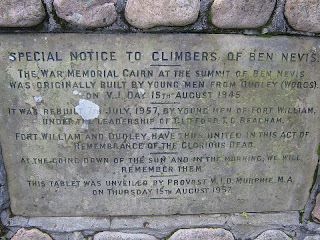 SPECIAL NOTICE TO CLIMBERS OF BEN NEVIS.
THE WAR MEMORIAL CAIRN AT THE SUMMIT OF BEN NEVIS
WAS ORIGINALLY BUILT BY YOUNG MEN FROM DUDLEY (WORCS).
ON V.J. DAY 15TH AUGUST 1945.
IT WAS REBUILT JULY, 1957, BY YOUNG MEN OF FORT WILLIAM,
UNDER THE LEADERSHIP OF CLIFFORD T.C. BEACHAM.
FORT WILLIAM AND DUDLEY, HAVE THUS UNITED IN THIS ACT OF
REMEMBRANCE OF THE GLORIOUS DEAD.
AT THE GOING DOWN OF THE SUN AND IN THE MORNING, WE WILL
REMEMBER THEM.
THIS TABLET WAS UNVEILED BY PROVOST MURPHIE. M.A.
ON THURSDAY 15TH AUGUST 1957.